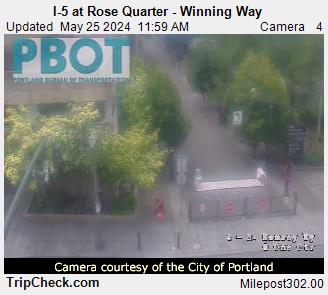 I-5 at Rose Quarter - Winning Way
Updated May 25 2024 11:59 AM Camera 4
PBOT
PORTLAND BUREAU OF TRANSPORTATION
Camera courtesy of the City of Portland
TripCheck.com Milepost302.00